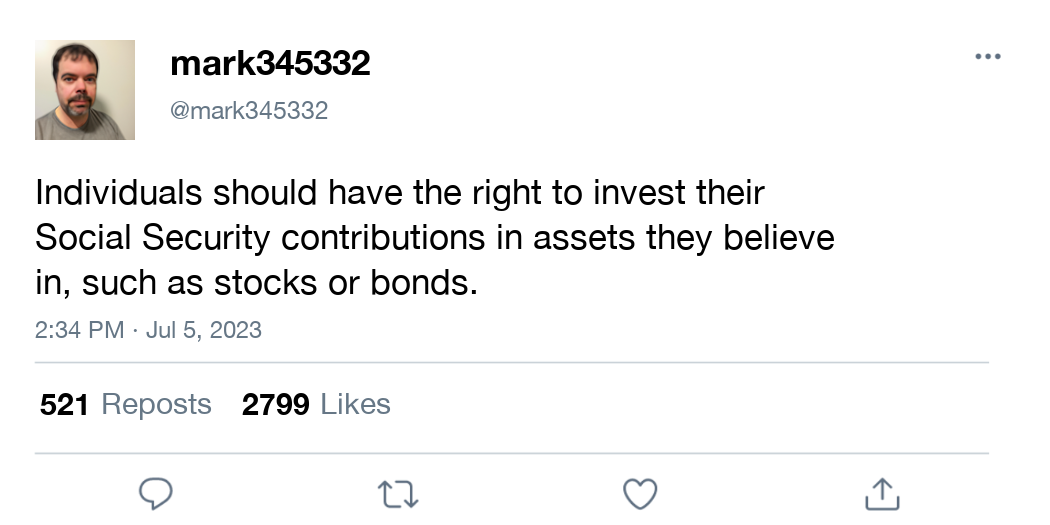 mark345332
@mark345332
Individuals should have the right to invest their
Social Security contributions in assets they believe
in, such as stocks or bonds.
2:34 PM · Jul 5, 2023
521 Reposts 2799 Likes